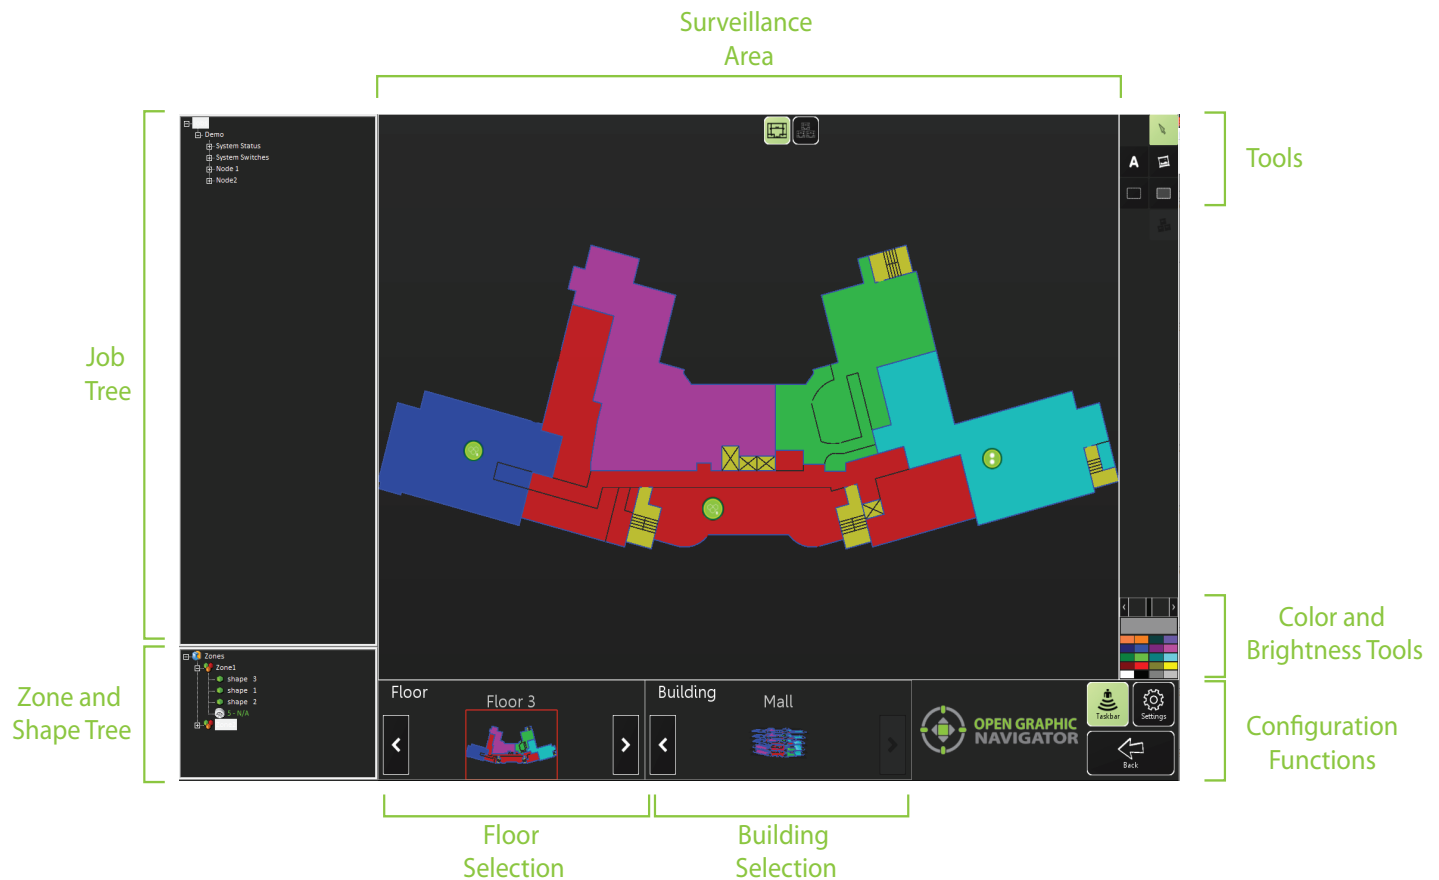 Surveillance
Area
Demo
System Status
System Switches
Node 1
Node2
A
Tools
Job
Tree
Color and
Brightness Tools
Zones
Zone1
shape 3
shape 1
shape 2
5 - N/A
Zone and
Shape Tree
Floor
Floor 3
Building
Mall
OPEN GRAPHIC
NAVIGATOR
Taskbar
Settings
Back
Configuration
Functions
Floor
Selection
Building
Selection